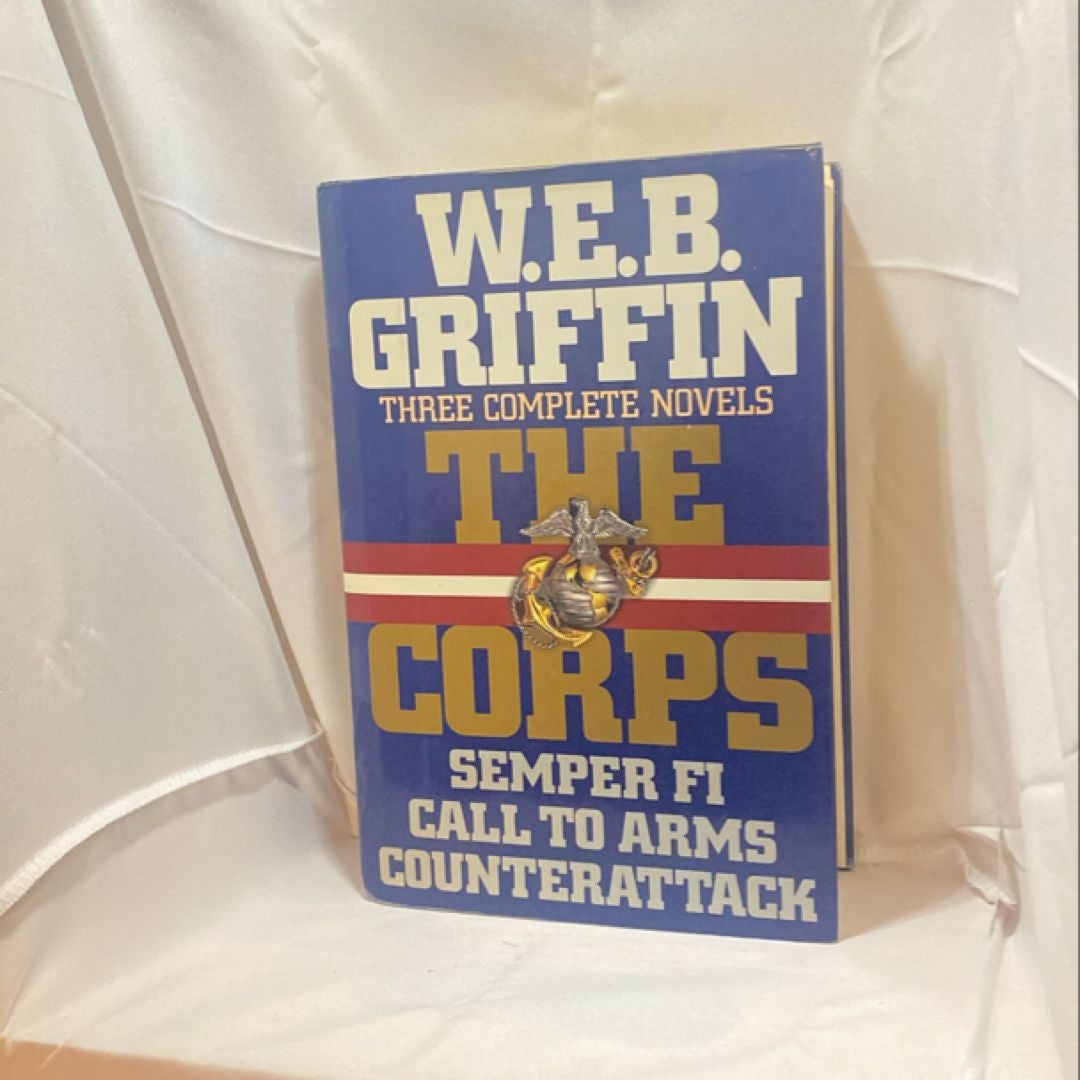 W.E.B.
GRIFFIN
THREE COMPLETE NOVELS
THE
CORPS
SEMPER FI
CALL TO ARMS
COUNTERATTACK